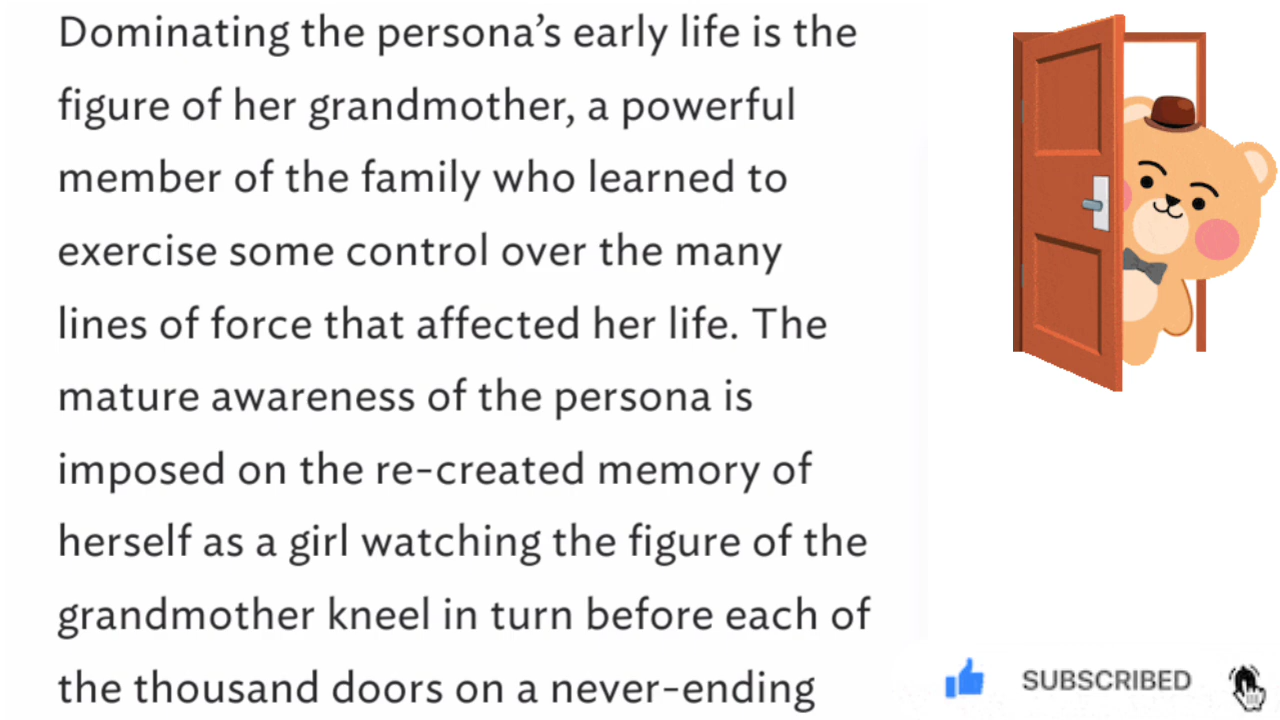 Dominating the persona’s early life is the
figure of her grandmother, a powerful
member of the family who learned to
exercise some control over the many
lines of force that affected her life. The
mature awareness of the persona is
imposed on the re-created memory of
herself as a girl watching the figure of the
grandmother kneel in turn before each of
the thousand doors on a never-ending
SUBSCRIBED